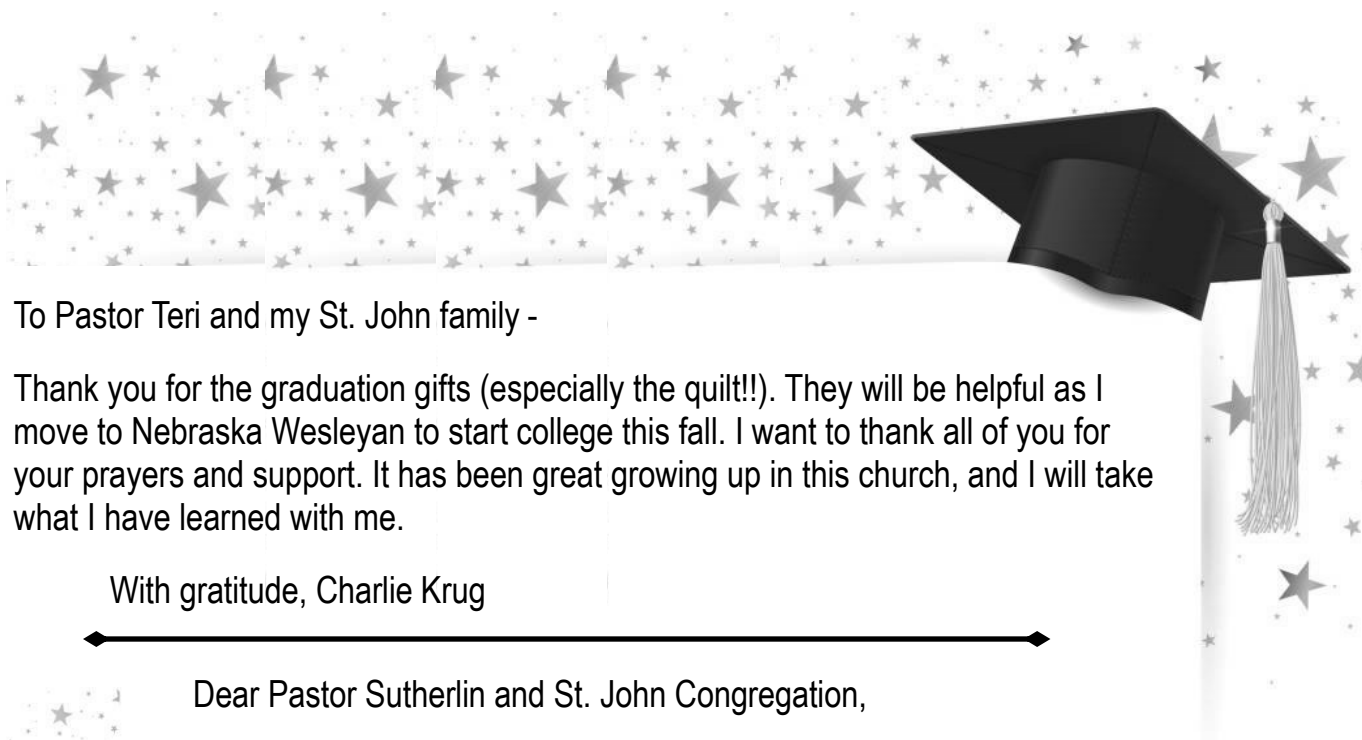 To Pastor Teri and my St. John family -
Thank you for the graduation gifts (especially the quilt!!). They will be helpful as I
move to Nebraska Wesleyan to start college this fall. I want to thank all of you for
your prayers and support. It has been great growing up in this church, and I will take
what I have learned with me.
With gratitude, Charlie Krug
Dear Pastor Sutherlin and St. John Congregation,